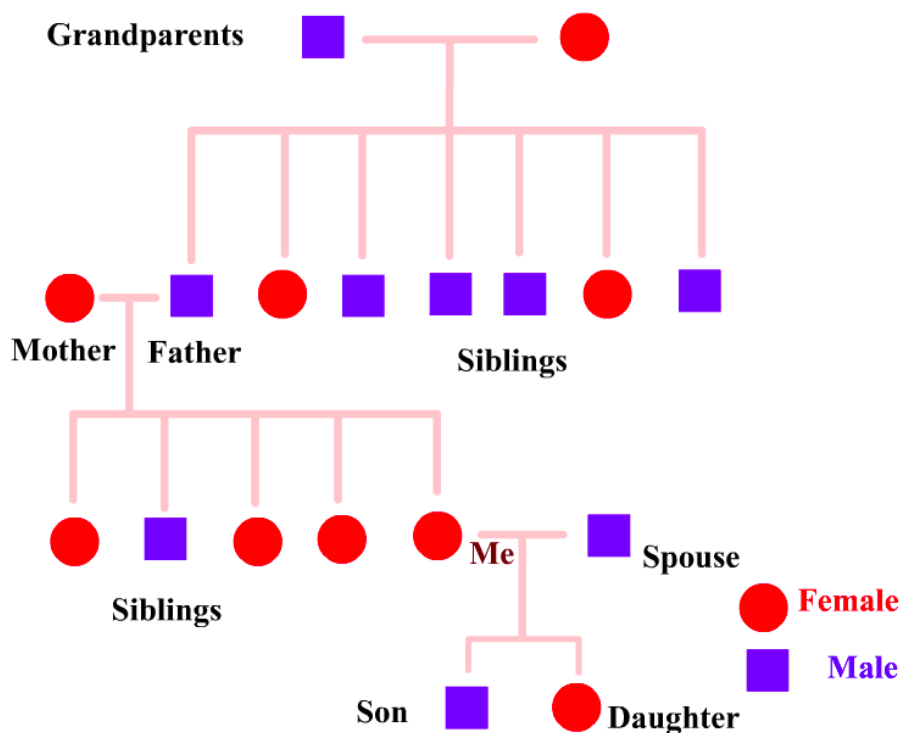 Grandparents
Mother
Father
Siblings
Me
Spouse
Siblings
Female
Male
Son
Daughter